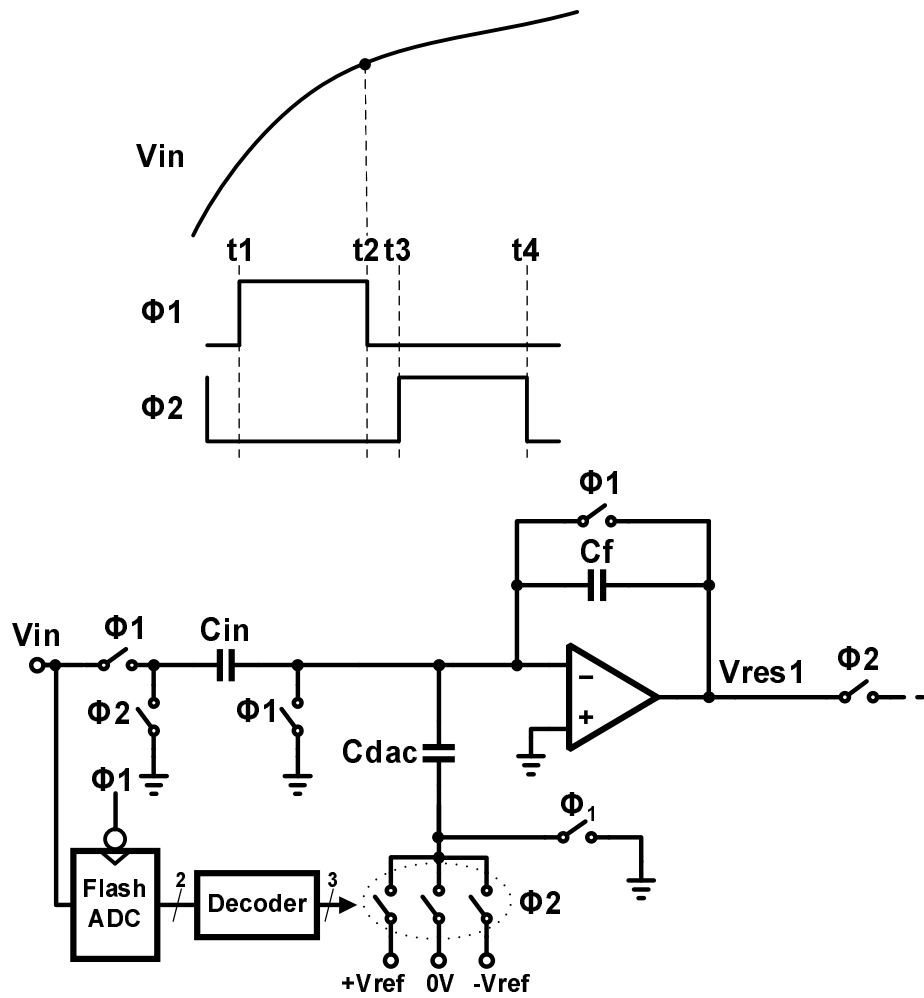 Vin
t1 t2 t3 t4
Φ1
Φ2
Φ1
Cf
Vin Φ1 Cin
Vres1 Φ2
Φ2 Φ1
Cdac
Φ1
Φ₁
Flash ADC
2
Decoder
3
Φ2
+Vref 0V -Vref
−
+